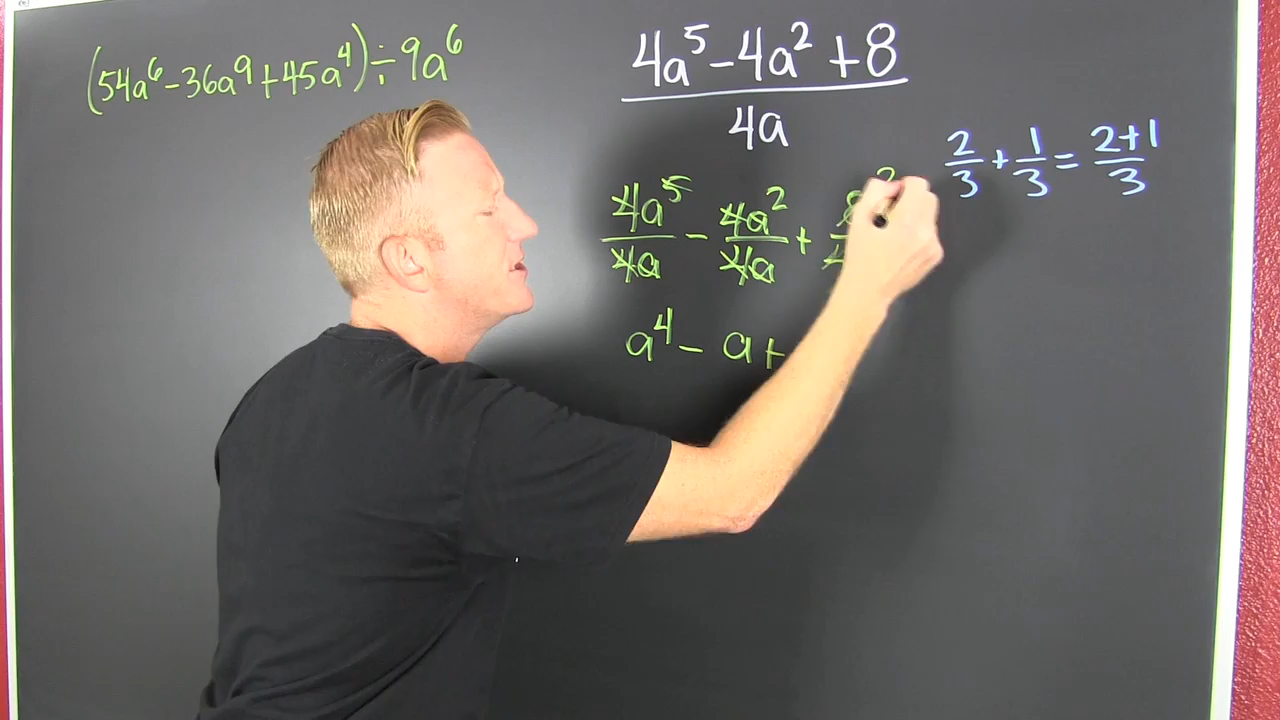 (54a⁶ - 36a⁹ + 45a⁴) ÷ 9a⁶
4a⁵ - 4a² + 8
4a
2/3 + 1/3 = 2+1/3
4a⁵/4a - 4a²/4a +
a⁴ - a +